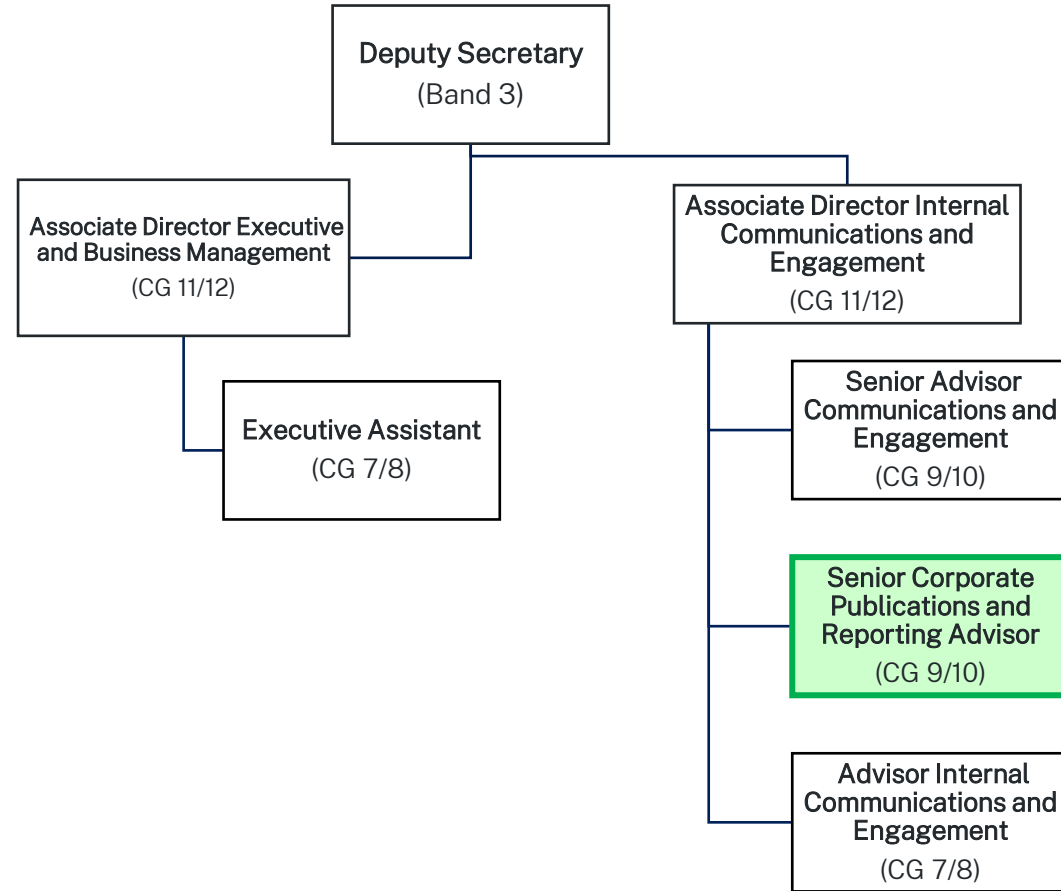 Deputy Secretary
(Band 3)
Associate Director Executive
and Business Management
(CG 11/12)
Executive Assistant
(CG 7/8)
Associate Director Internal
Communications and
Engagement
(CG 11/12)
Senior Advisor
Communications and
Engagement
(CG 9/10)
Senior Corporate
Publications and
Reporting Advisor
(CG 9/10)
Advisor Internal
Communications and
Engagement
(CG 7/8)